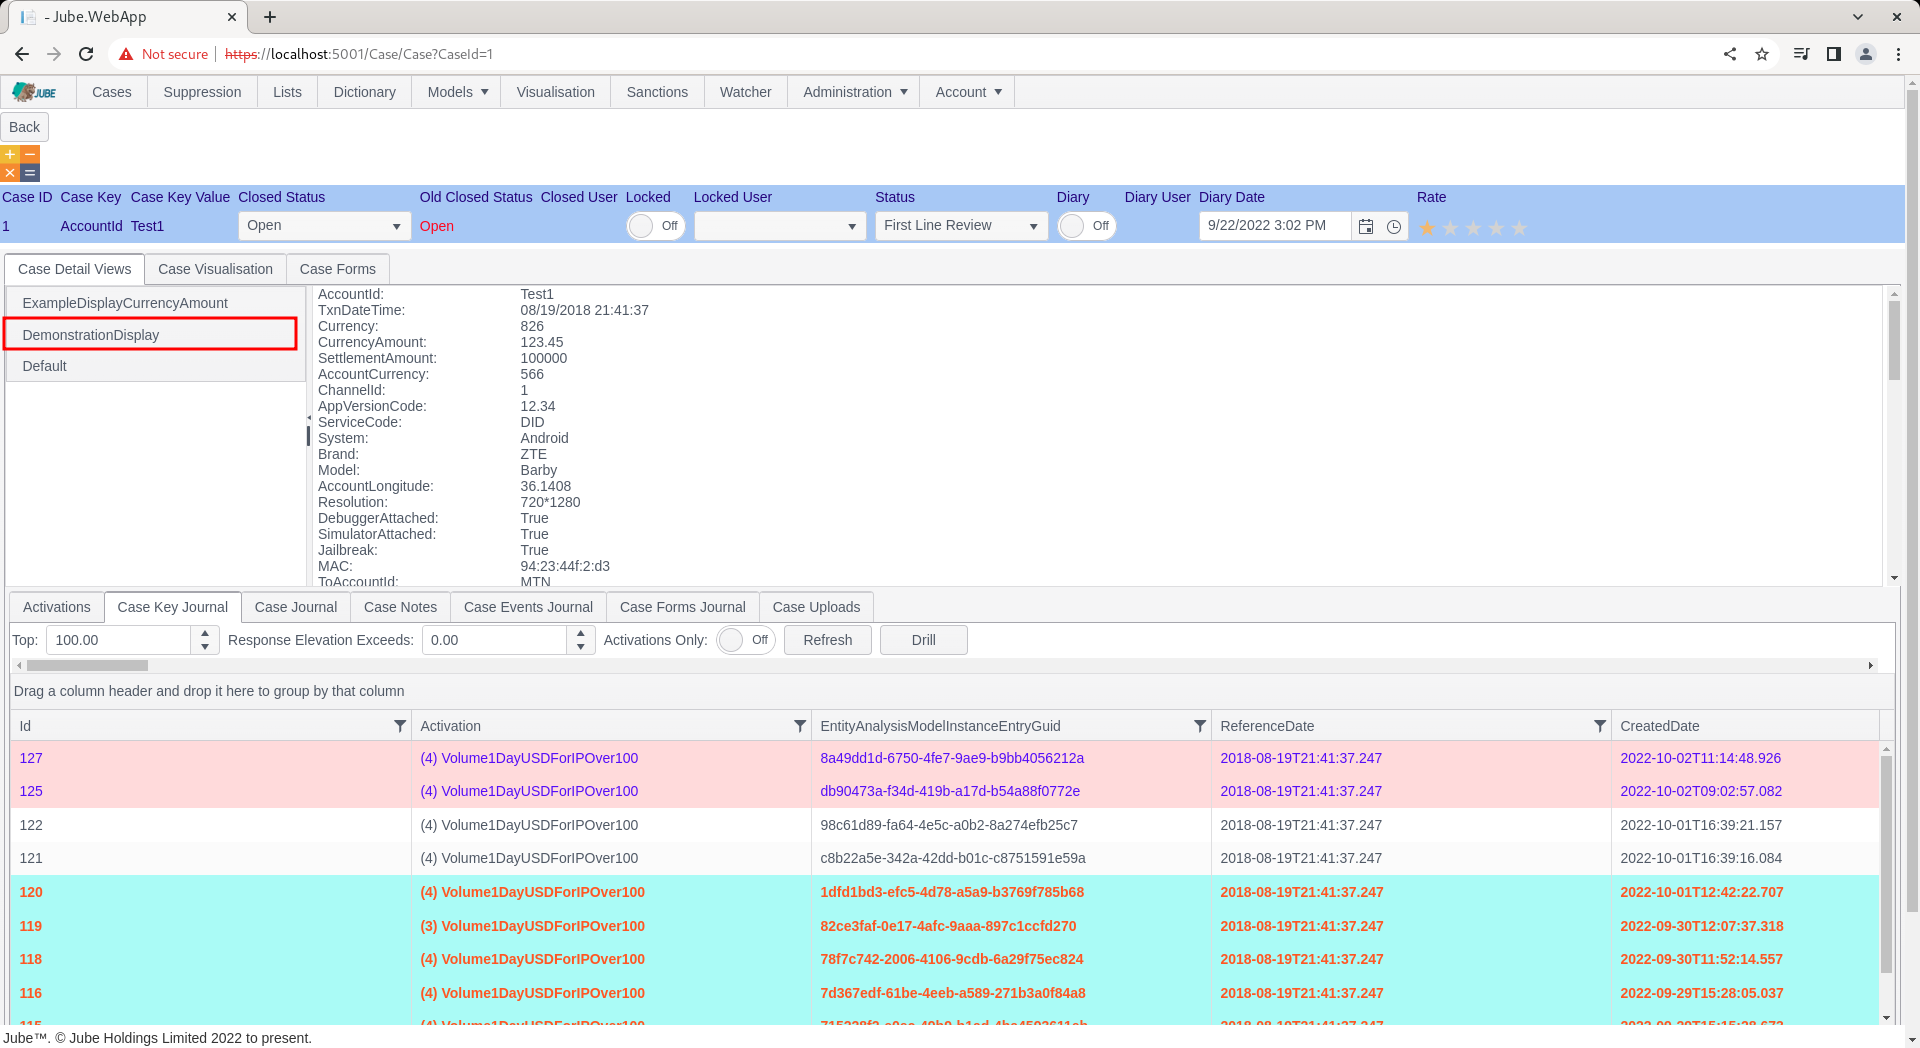 - Jube.WebApp
Not secure https://localhost:5001/Case/Case?CaseId=1
JUBE Cases Suppression Lists Dictionary Models Visualisation Sanctions Watcher Administration Account
Back
Case ID Case Key Case Key Value Closed Status Old Closed Status Closed User Locked Locked User Status Diary Diary User Diary Date Rate
1 AccountId Test1 Open Open Off First Line Review Off 9/22/2022 3:02 PM
Case Detail Views Case Visualisation Case Forms
ExampleDisplayCurrencyAmount
DemonstrationDisplay
Default
AccountId: Test1
TxnDateTime: 08/19/2018 21:41:37
Currency: 826
CurrencyAmount: 123.45
SettlementAmount: 100000
AccountCurrency: 566
ChannelId: 1
AppVersionCode: 12.34
ServiceCode: DID
System: Android
Brand: ZTE
Model: Barby
AccountLongitude: 36.1408
Resolution: 720*1280
DebuggerAttached: True
SimulatorAttached: True
Jailbreak: True
MAC: 94:23:44f:2:d3
ToAccountId: MTN
Activations Case Key Journal Case Journal Case Notes Case Events Journal Case Forms Journal Case Uploads
Top: 100.00 Response Elevation Exceeds: 0.00 Activations Only: Off Refresh Drill
Drag a column header and drop it here to group by that column
Id Activation EntityAnalysisModelInstanceEntryGuid ReferenceDate CreatedDate
127 (4) Volume1DayUSDForIPOver100 8a49dd1d-6750-4fe7-9ae9-b9bb4056212a 2018-08-19T21:41:37.247 2022-10-02T11:14:48.926
125 (4) Volume1DayUSDForIPOver100 db90473a-f34d-419b-a17d-b54a88f0772e 2018-08-19T21:41:37.247 2022-10-02T09:02:57.082
122 (4) Volume1DayUSDForIPOver100 98c61d89-fa64-4e5c-a0b2-8a274efb25c7 2018-08-19T21:41:37.247 2022-10-01T16:39:21.157
121 (4) Volume1DayUSDForIPOver100 c8b22a5e-342a-42dd-b01c-c8751591e59a 2018-08-19T21:41:37.247 2022-10-01T16:39:16.084
120 (4) Volume1DayUSDForIPOver100 1dfd1bd3-efc5-4d78-a5a9-b3769f785b68 2018-08-19T21:41:37.247 2022-10-01T12:42:22.707
119 (3) Volume1DayUSDForIPOver100 82ce3faf-0e17-4afc-9aaa-897c1ccfd270 2018-08-19T21:41:37.247 2022-09-30T12:07:37.318
118 (4) Volume1DayUSDForIPOver100 78f7c742-2006-4106-9cdb-6a29f75ec824 2018-08-19T21:41:37.247 2022-09-30T11:52:14.557
116 (4) Volume1DayUSDForIPOver100 7d367edf-61be-4eeb-a589-271b3a0f84a8 2018-08-19T21:41:37.247 2022-09-29T15:28:05.037
115 (4) Volume1DayUSDForIPOver100 2018-08-19T21:41:37.247
Jube™. © Jube Holdings Limited 2022 to present.